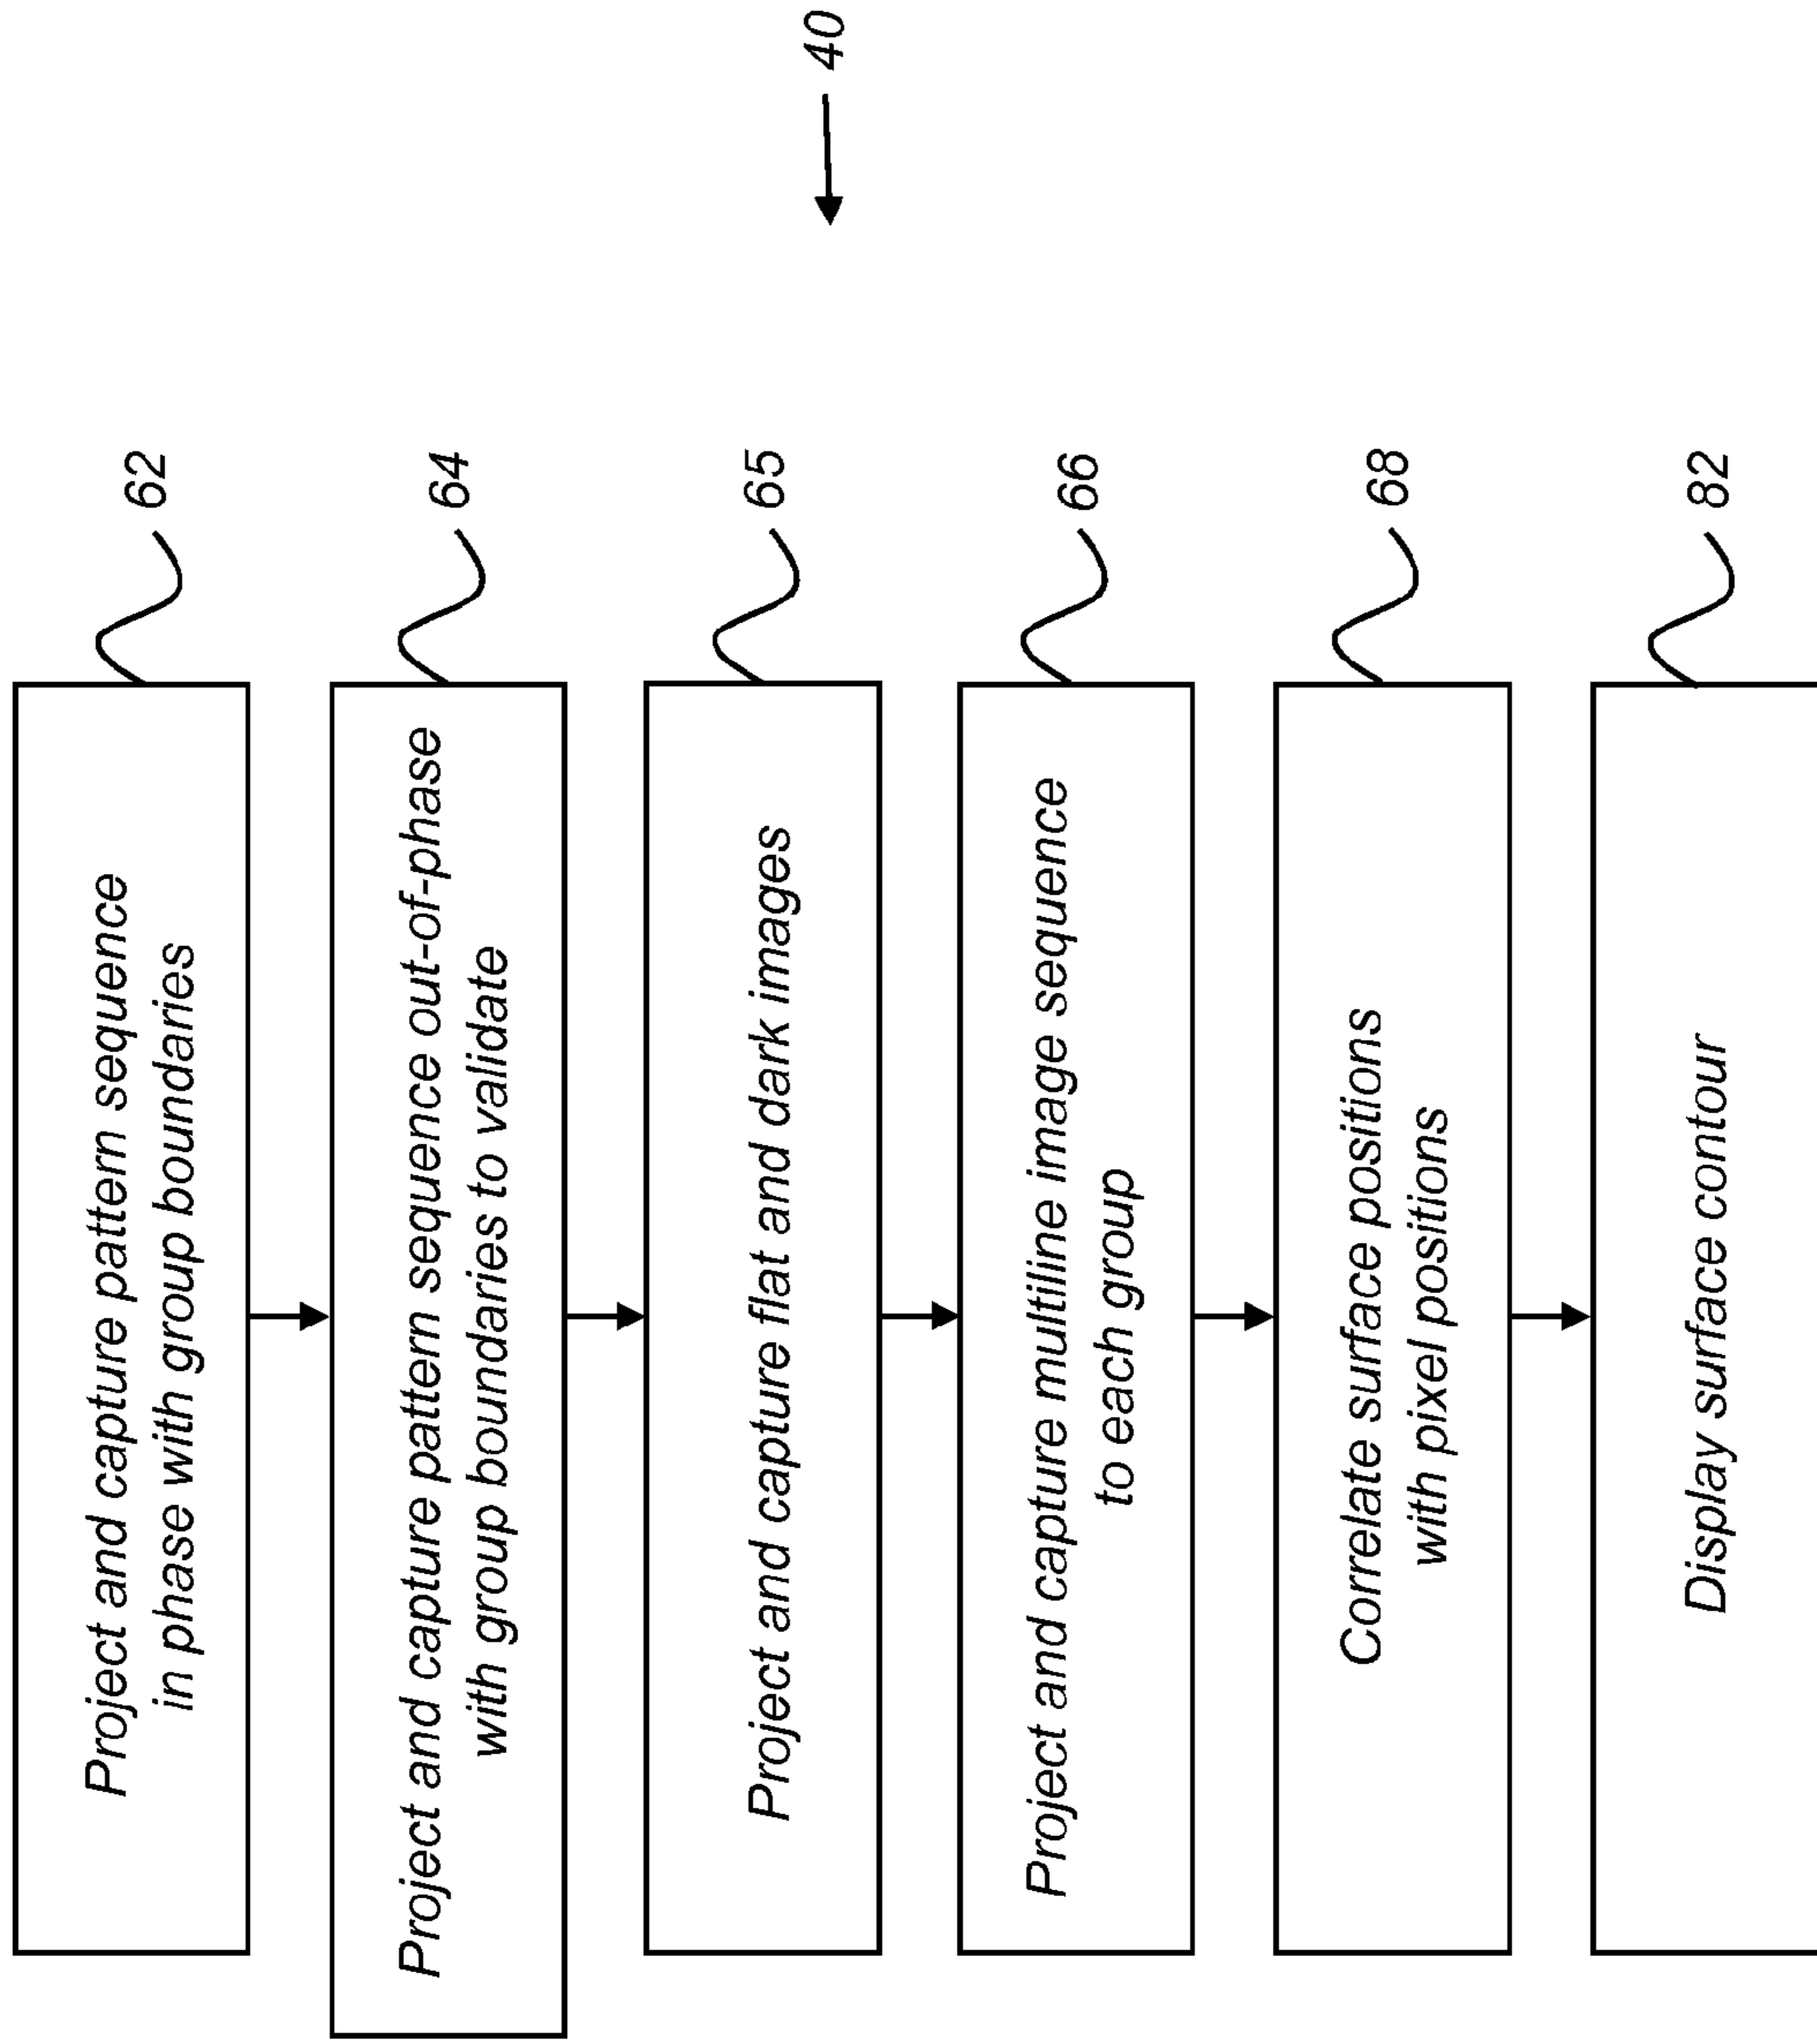 Project and capture pattern sequence
in phase with group boundaries
62
Project and capture pattern sequence out-of-phase
with group boundaries to validate
64
Project and capture flat and dark images
65
Project and capture multiline image sequence
to each group
66
Correlate surface positions
with pixel positions
68
Display surface contour
82
40